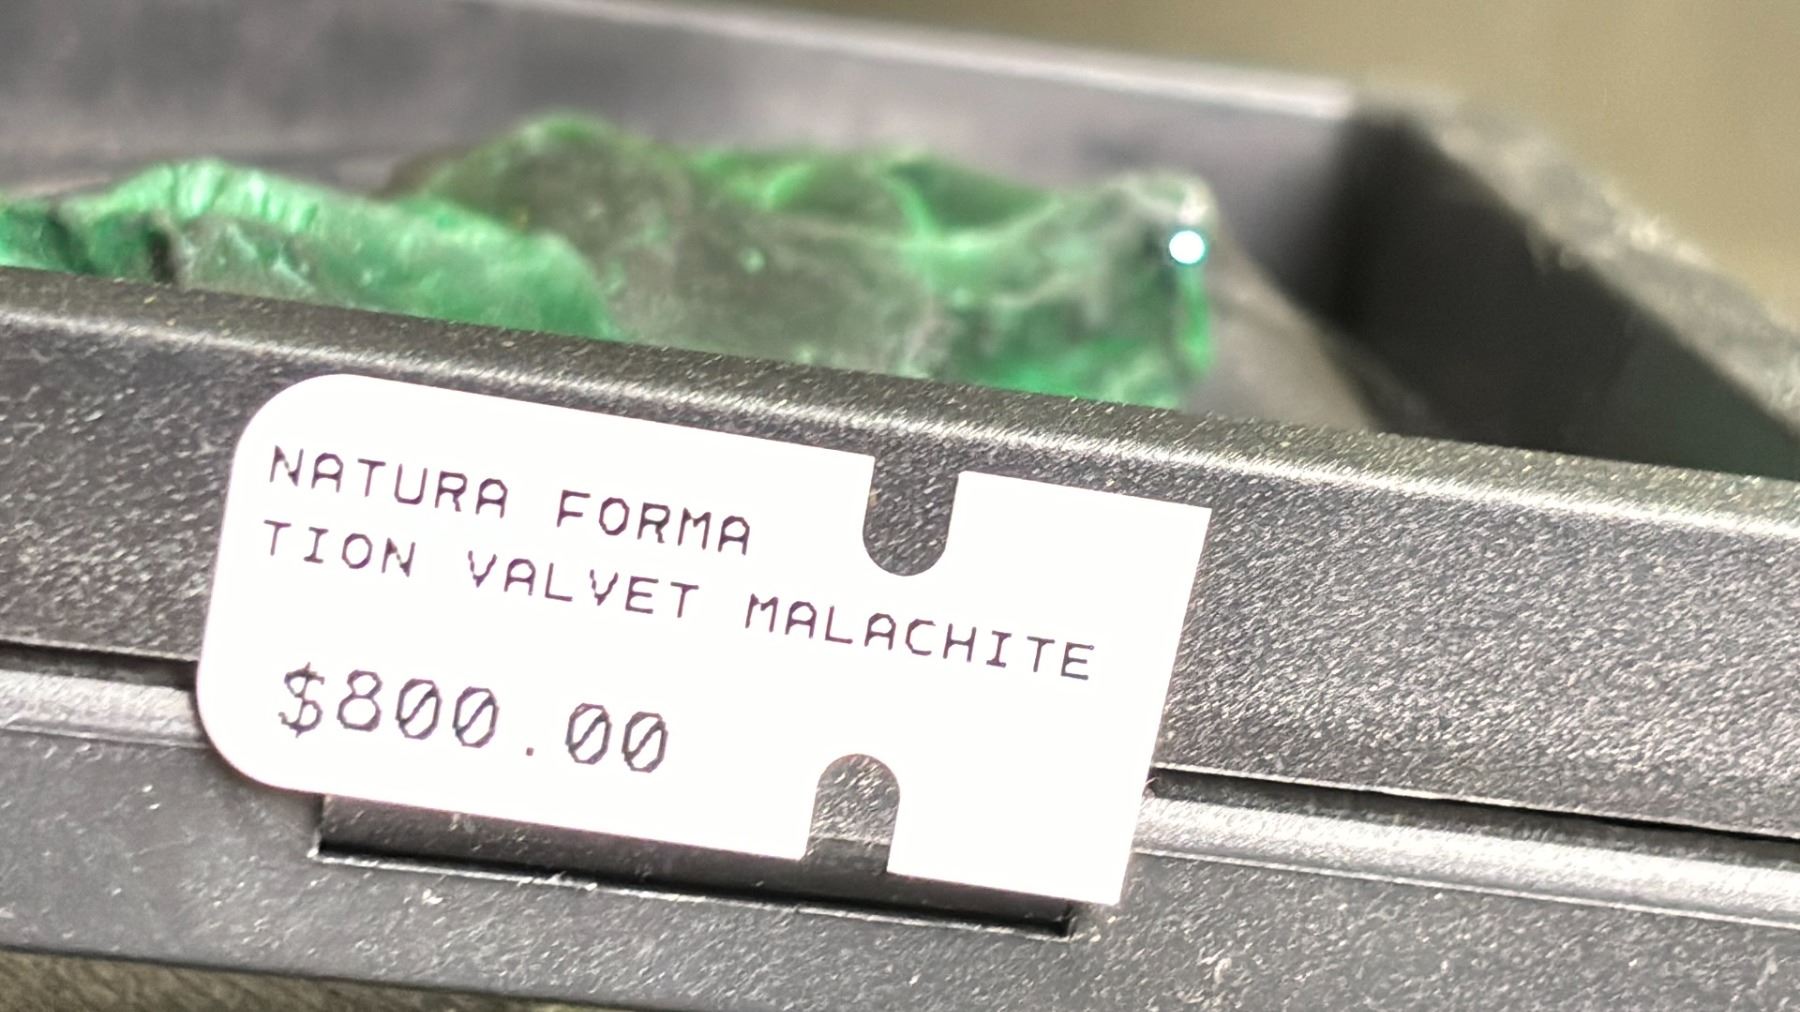 NATURA FORMA
TION VALVET MALACHITE
$800.00